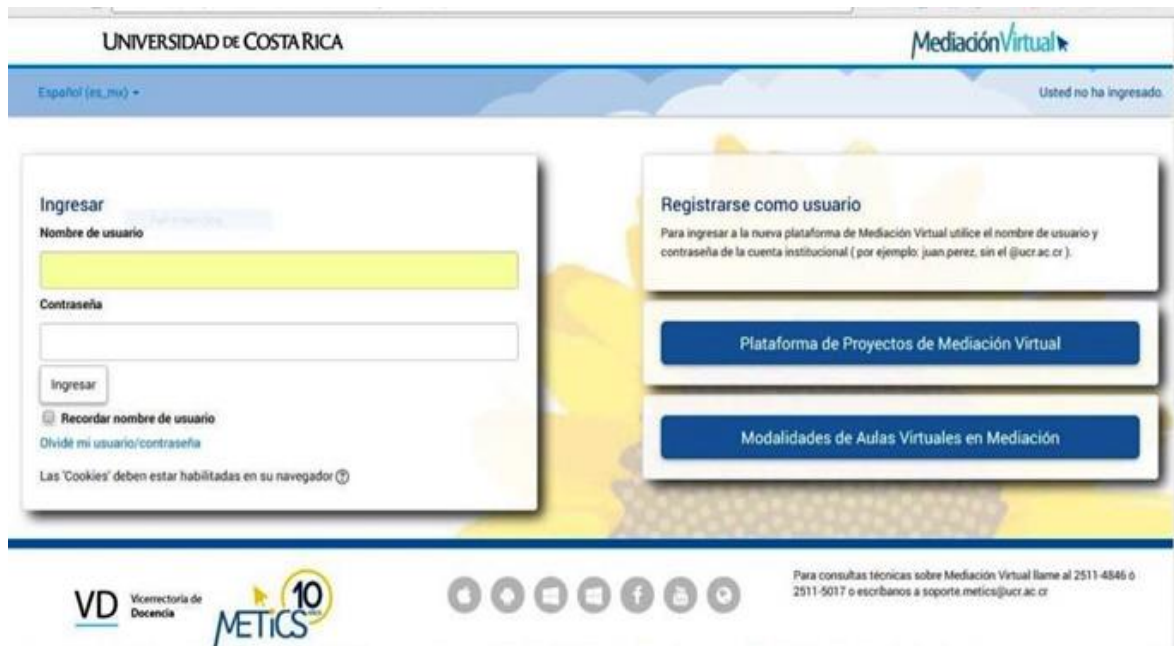 UNIVERSIDAD DE COSTA RICA
MediaciónVirtual
Español (es_mx)
Usted no ha ingresado.
Ingresar
Nombre de usuario
Contraseña
Ingresar
Recordar nombre de usuario
Olvidé mi usuario/contraseña
Las 'Cookies' deben estar habilitadas en su navegador
Registrarse como usuario
Para ingresar a la nueva plataforma de Mediación Virtual utilice el nombre de usuario y
contraseña de la cuenta institucional ( por ejemplo: juan.perez, sin el @ucr.ac.cr ).
Plataforma de Proyectos de Mediación Virtual
Modalidades de Aulas Virtuales en Mediación
VD
Vicerrectoría de
Docencia
METICS
10
Para consultas técnicas sobre Mediación Virtual llame al 2511-4846 ó
2511-5017 o escríbanos a soporte.metics@ucr.ac.cr